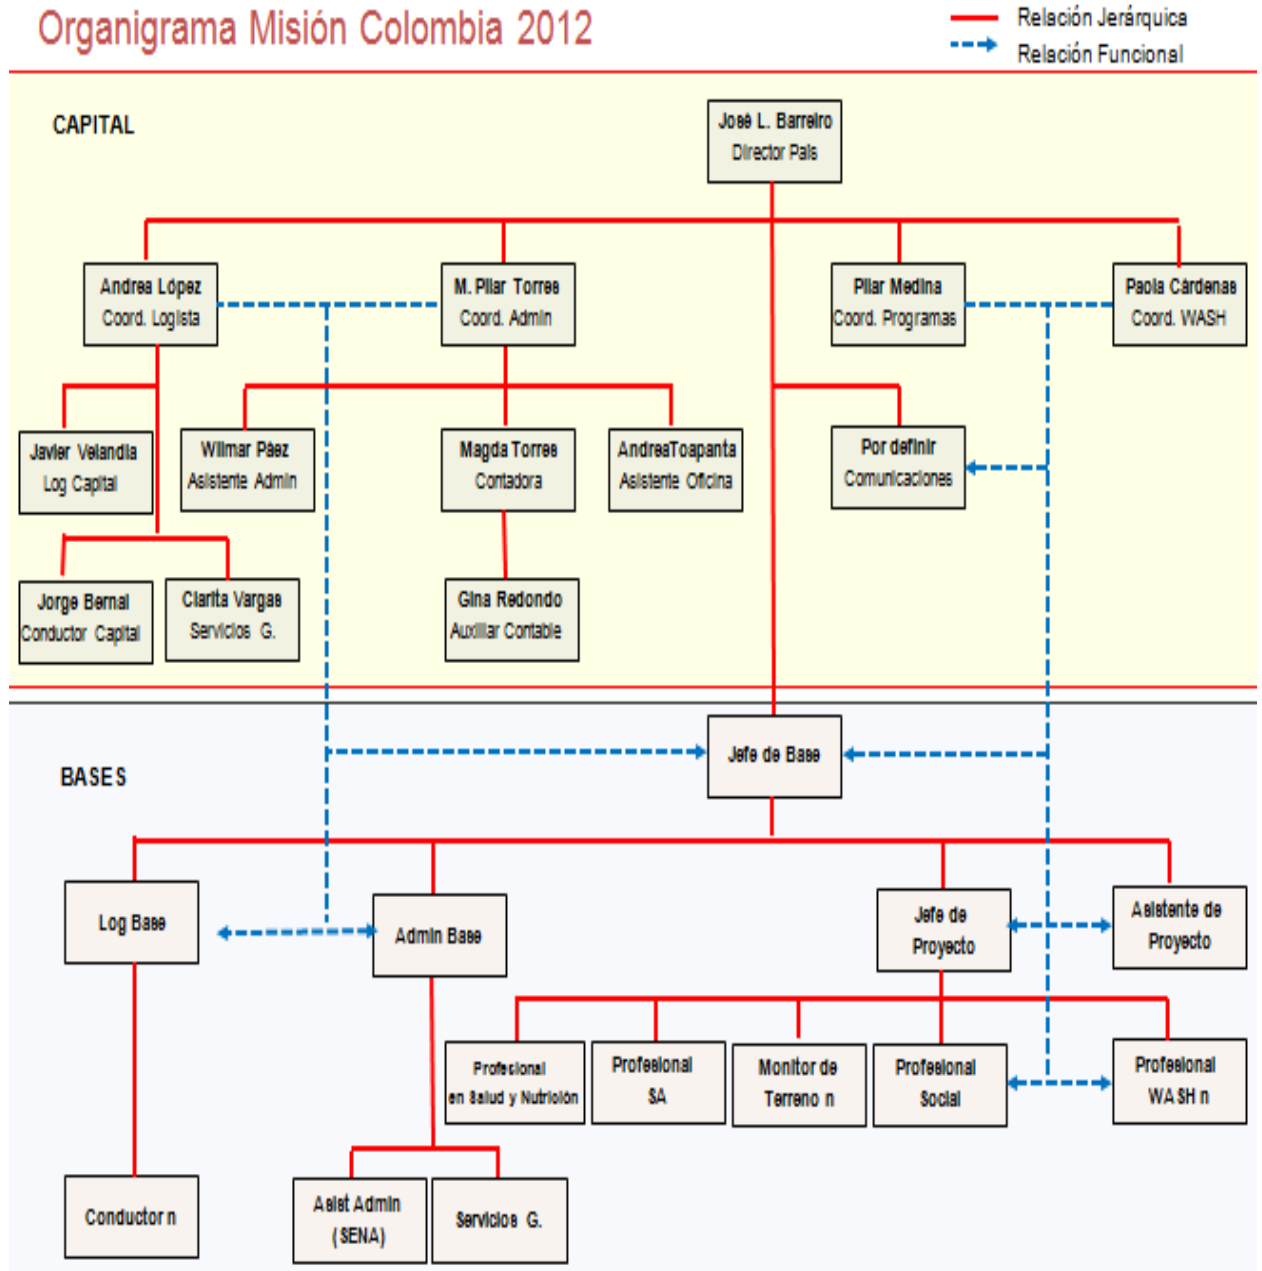 Organigrama Misión Colombia 2012
Relación Jerárquica
Relación Funcional
CAPITAL
José L. Barreiro
Director País
Andrea López
Coord. Logista
M. Pilar Torres
Coord. Admin
Pilar Medina
Coord. Programas
Paola Cárdenas
Coord. WASH
Javier Velandia
Log Capital
Wilmar Páez
Asistente Admin
Magda Torres
Contadora
AndreaToapanta
Asistente Oficina
Por definir
Comunicaciones
Jorge Bernal
Conductor Capital
Clarita Vargas
Servicios G.
Gina Redondo
Auxiliar Contable
Jefe de Base
BASES
Log Base
Admin Base
Jefe de
Proyecto
Asistente de
Proyecto
Profesional
en Salud y Nutrición
Profesional
SA
Monitor de
Terreno n
Profesional
Social
Profesional
WASH n
Conductor n
Asist Admin
(SENA)
Servicios G.